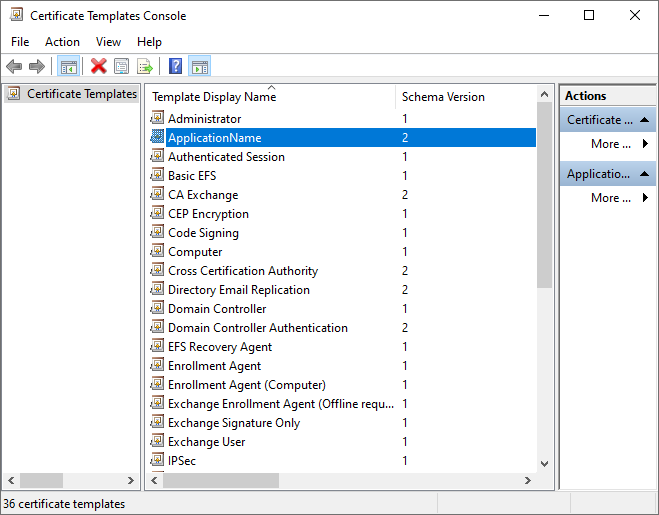 Certificate Templates Console
File Action View Help
Certificate Templates
Template Display Name Schema Version
Administrator 1
ApplicationName 2
Authenticated Session 1
Basic EFS 1
CA Exchange 2
CEP Encryption 1
Code Signing 1
Computer 1
Cross Certification Authority 2
Directory Email Replication 2
Domain Controller 1
Domain Controller Authentication 2
EFS Recovery Agent 1
Enrollment Agent 1
Enrollment Agent (Computer) 1
Exchange Enrollment Agent (Offline requ... 1
Exchange Signature Only 1
Exchange User 1
IPSec 1
Actions
Certificate ...
More ...
Applicatio...
More ...
36 certificate templates